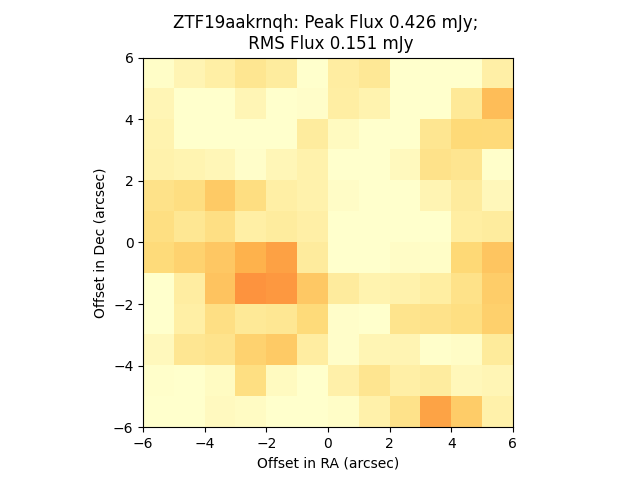 ZTF19aakrnqh: Peak Flux 0.426 mJy;
RMS Flux 0.151 mJy
6
4
2
0
−2
−4
−6
Offset in Dec (arcsec)
−6 −4 −2 0 2 4 6
Offset in RA (arcsec)